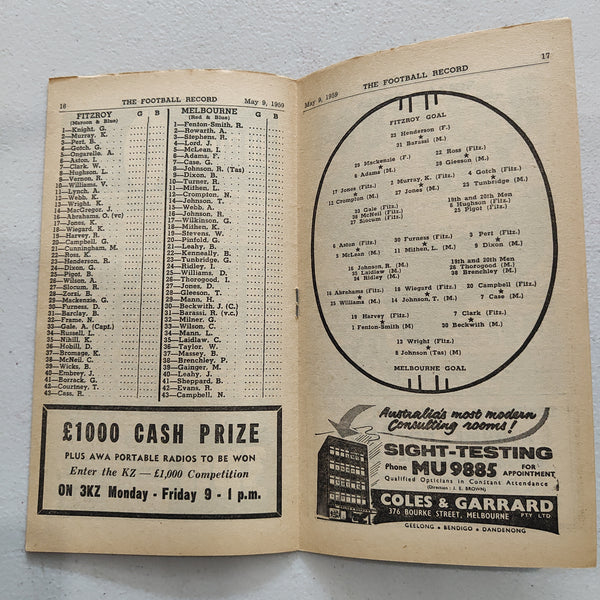 16 THE FOOTBALL RECORD May 9, 1959
FITZROY G B
(Maroon & Blue)
1—Knight, G.
2—Murray, K.
3—Pert, B.
4—Gotch, G.
5—Ongarello, A.
6—Aston, I.
7—Clark, W.
8—Hughson, L.
9—Vernon, R.
10—Williams, V.
11—Lynch, A.
12—Webb, K.
13—Wright, K.
14—MacGregor, J.
15—Abrahams, O. (vc)
17—Jones, K.
18—Wiegard, K.
19—Harvey, R.
20—Campbell, G.
21—Cunningham, M.
22—Ross, K.
23—Henderson, R.
24—Dixon, G.
25—Pigot, B.
26—Wilson, A.
27—Slocum, R.
28—Zorzi, B.
29—Mackenzie, G.
30—Furness, D.
31—Barclay, B.
32—Frame, N.
33—Gale, A. (Capt.)
34—Russell, L.
35—Nihill, K.
36—Hobill, D.
37—Bromage, K.
38—McNeil, C.
39—Wicks, B.
40—Embrey, J.
41—Borrack, G.
42—Courtney, T.
43—Cass, R.
MELBOURNE G B
(Red & Blue)
1—Fenton-Smith, R.
2—Rowarth, A.
3—Stephens, R.
4—Lord, J.
5—McLean, I.
6—Adams, F.
7—Case, G.
8—Johnson, R. (Tas)
9—Dixon, B.
10—Turner, R.
11—Mithen, L.
12—Crompton, N.
14—Johnson, T.
15—Webb, A.
16—Johnson, R.
17—Wilkinson, G.
18—Mithen, K.
19—Stevens, W.
20—Pinfold, G.
21—Leahy, B.
22—Kenneally, B.
23—Tunbridge, G.
24—Ridley, I.
25—Williams, D.
26—Thorogood, I.
27—Jones, D.
28—Gleeson, T.
29—Mann, H.
30—Beckwith, J. (C.)
31—Barassi, R. (v.c.)
32—Milner, G.
33—Wilson, C.
34—Mann, L.
35—Laidlaw, C.
36—Taylor, W.
37—Massey, B.
38—Brenchley, P.
39—Gainger, M.
40—Leahy, J.
41—Sheppard, B.
42—Evans, R.
43—Campbell, N.
£1000 CASH PRIZE
PLUS AWA PORTABLE RADIOS TO BE WON
Enter the KZ — £1,000 Competition
ON 3KZ Monday - Friday 9 - 1 p.m.
May 9, 1959 THE FOOTBALL RECORD 17
FITZROY GOAL
23 Henderson (F.)
31 Barassi (M.)
29 Mackenzie (F.)
6 Adams (M.)
22 Ross (Fitz.)
28 Gleeson (M.)
17 Jones (Fitz.)
12 Crompton (M.)
2 Murray, K. (Fitz.)
27 Jones (M.)
4 Gotch (Fitz.)
23 Tunbridge (M.)
33 Gale (Fitz.)
38 McNeil (Fitz.)
27 Slocum (Fitz.)
19th and 20th Men
8 Hughson (Fitz.)
25 Pigot (Fitz.)
6 Aston (Fitz.)
5 McLean (M.)
30 Furness (Fitz.)
11 Mithen, L. (M.)
3 Pert (Fitz.)
9 Dixon (M.)
16 Johnson, R. (M.)
35 Laidlaw (M.)
24 Ridley (M.)
19th and 20th Men
26 Thorogood (M.)
38 Brenchley (M.)
16 Abrahams (Fitz.)
25 Williams (M.)
18 Wiegard (Fitz.)
14 Johnson, T. (M.)
20 Campbell (Fitz.)
7 Case (M.)
19 Harvey (Fitz.)
1 Fenton-Smith (M)
7 Clark (Fitz.)
30 Beckwith (M.)
13 Wright (Fitz.)
8 Johnson (Tas) (M)
MELBOURNE GOAL
Australia's most modern
Consulting rooms!
SIGHT-TESTING
Phone MU 9885 FOR APPOINTMENT
Qualified Opticians in Constant Attendance
(Direction: J. E. BROWN)
COLES & GARRARD PTY LTD
376 BOURKE STREET, MELBOURNE
GEELONG • BENDIGO • DANDENONG